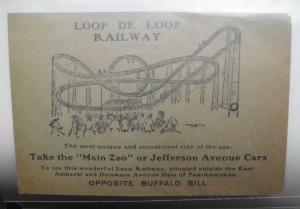 LOOP DE LOOP
RAILWAY
The most unique and sensational ride of the age.
Take the "Main Zoo" or Jefferson Avenue Cars
To see this wonderful Loop Railway, situated outside the East
Amherst and Delaware Avenue Gate of Pan-American.
OPPOSITE BUFFALO BILL